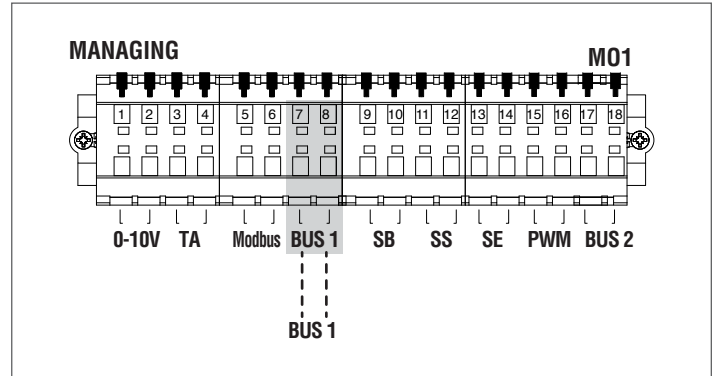 MANAGING
M01
1 2 3 4 5 6 7 8 9 10 11 12 13 14 15 16 17 18
0-10V TA Modbus BUS 1 SB SS SE PWM BUS 2
BUS 1